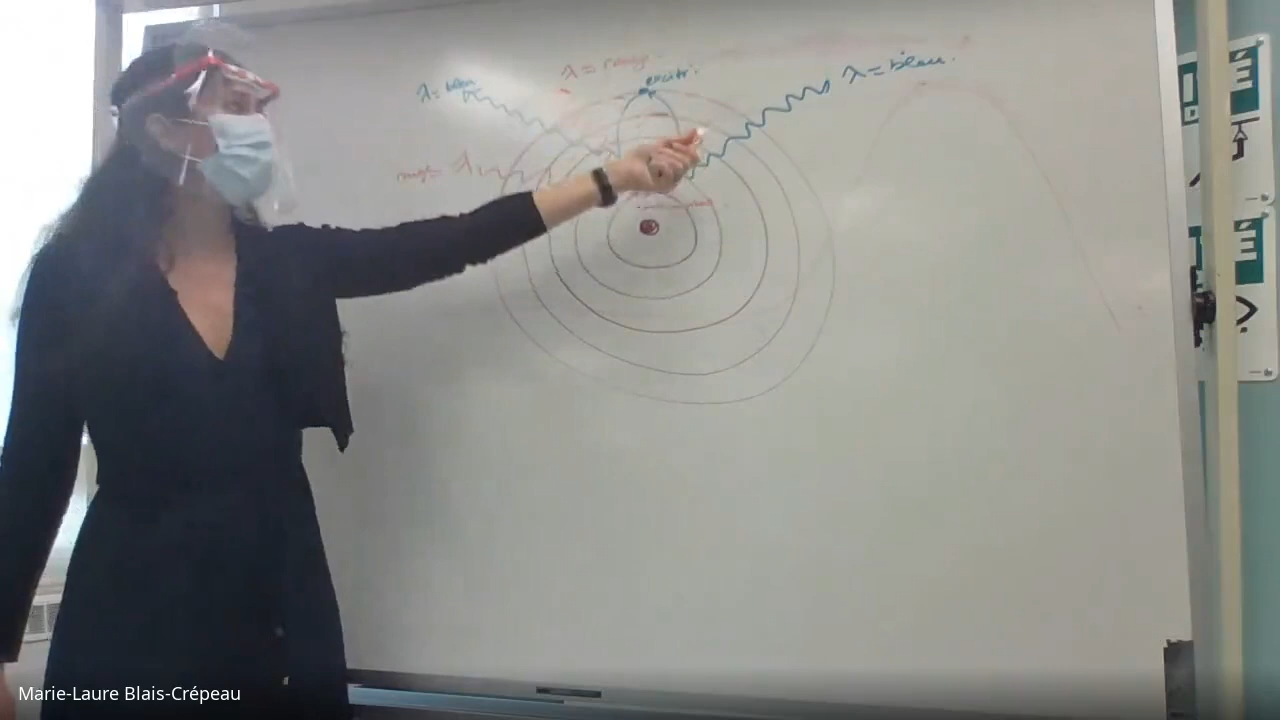 λ = rouge
excité
λ = bleu
λ = bleu
rouge = λ
É
É
Marie-Laure Blais-Crépeau